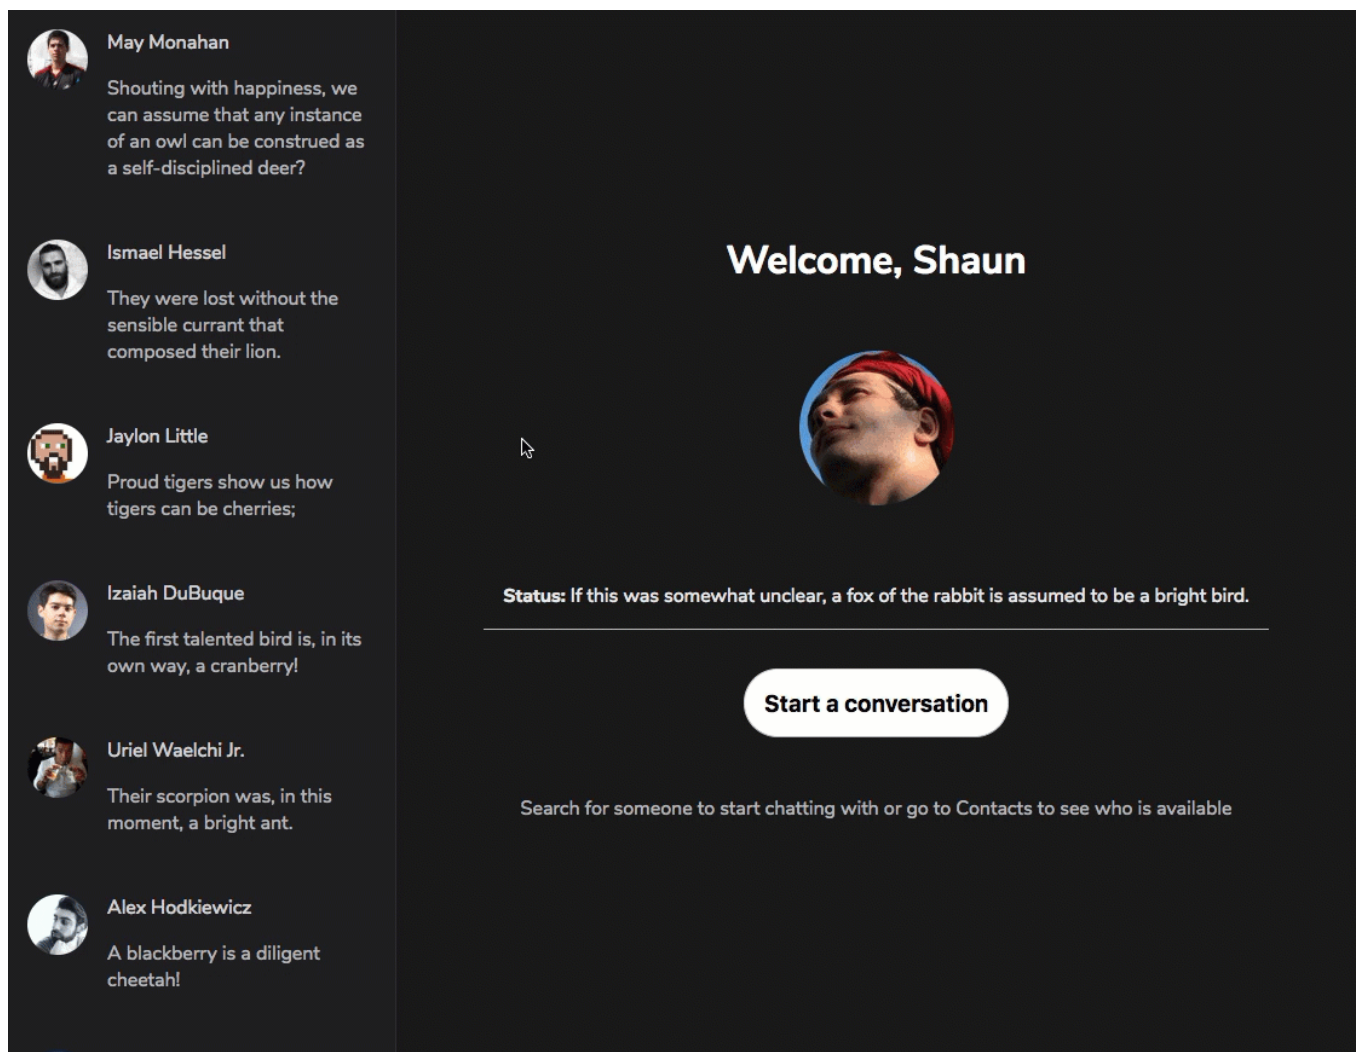 May Monahan
Shouting with happiness, we
can assume that any instance
of an owl can be construed as
a self-disciplined deer?
Ismael Hessel
They were lost without the
sensible currant that
composed their lion.
Jaylon Little
Proud tigers show us how
tigers can be cherries;
Izaiah DuBuque
The first talented bird is, in its
own way, a cranberry!
Uriel Waelchi Jr.
Their scorpion was, in this
moment, a bright ant.
Alex Hodkiewicz
A blackberry is a diligent
cheetah!
Welcome, Shaun
Status: If this was somewhat unclear, a fox of the rabbit is assumed to be a bright bird.
Start a conversation
Search for someone to start chatting with or go to Contacts to see who is available